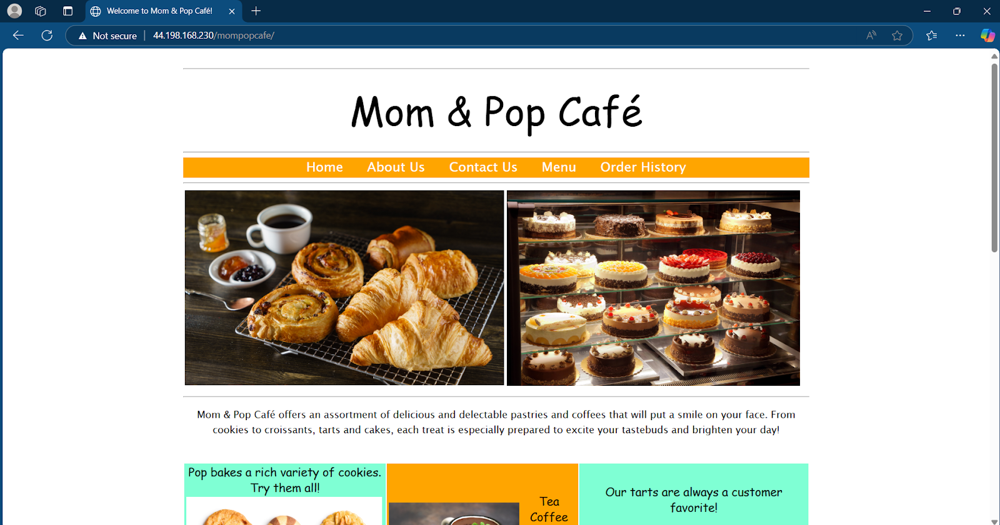 Welcome to Mom & Pop Café!
Not secure
44.198.168.230/mompopcafe/
Mom & Pop Café
Home About Us Contact Us Menu Order History
Mom & Pop Café offers an assortment of delicious and delectable pastries and coffees that will put a smile on your face. From
cookies to croissants, tarts and cakes, each treat is especially prepared to excite your tastebuds and brighten your day!
Pop bakes a rich variety of cookies.
Try them all!
Tea
Coffee
Our tarts are always a customer
favorite!